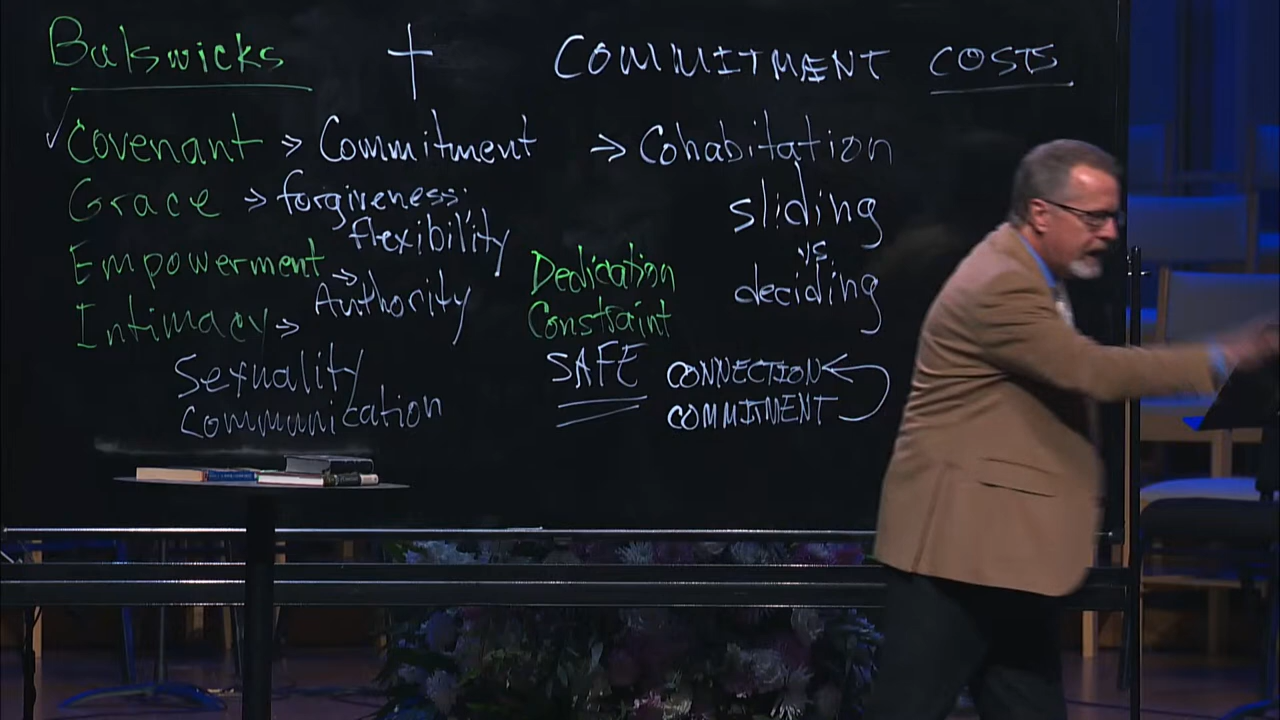 Balswicks † COMMITMENT COSTS
✓ Covenant > Commitment → Cohabitation
Grace > forgiveness:
flexibility
sliding
vs
deciding
Empowerment →
Authority
Intimacy >
Sexuality
Communication
Dedication
Constraint
SAFE CONNECTION
COMMITMENT